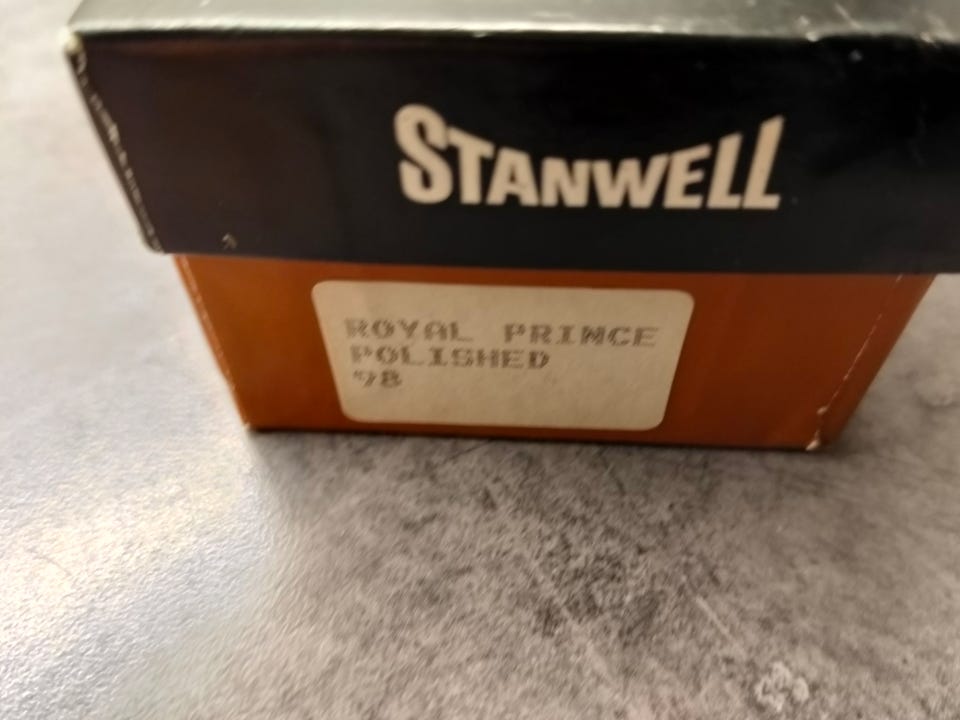 STANWELL
ROYAL PRINCE
POLISHED
98